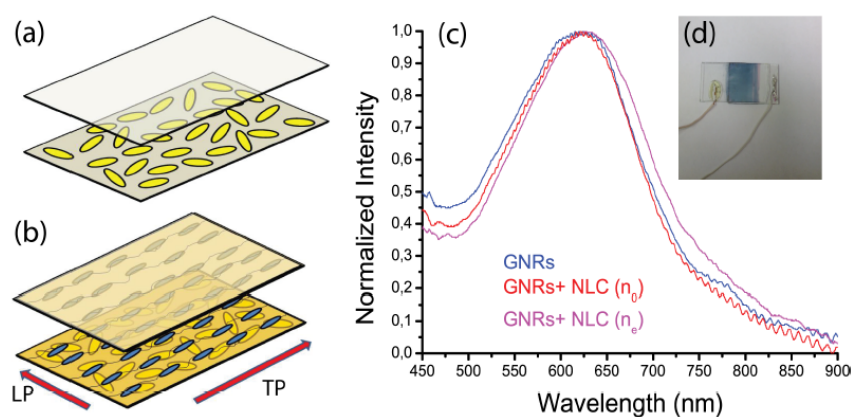 (a)
(b)
LP
TP
(c)
(d)
Normalized Intensity
1,0
0,9
0,8
0,7
0,6
0,5
0,4
0,3
0,2
0,1
0,0
GNRs
GNRs+ NLC (n0)
GNRs+ NLC (ne)
450 500 550 600 650 700 750 800 850 900
Wavelength (nm)